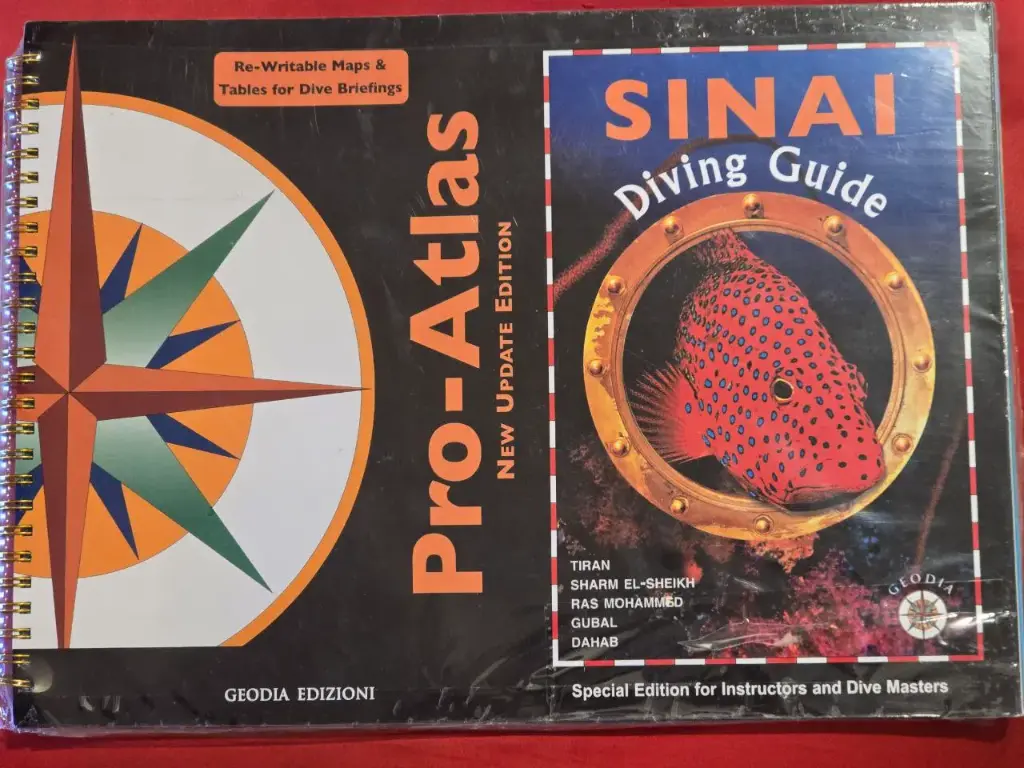 Re-Writable Maps &
Tables for Dive Briefings
Pro-Atlas
NEW UPDATE EDITION
GEODIA EDIZIONI
SINAI
Diving Guide
TIRAN
SHARM EL-SHEIKH
RAS MOHAMMED
GUBAL
DAHAB
GEODIA
Special Edition for Instructors and Dive Masters